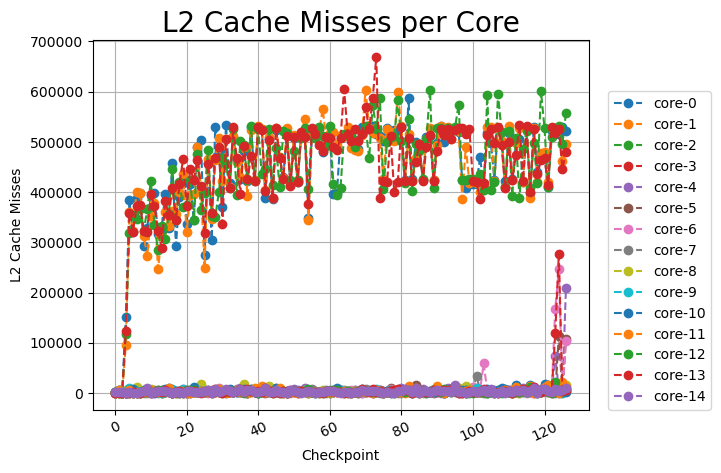 L2 Cache Misses per Core
700000
600000
500000
400000
300000
200000
100000
0
L2 Cache Misses
0
20
40
60
80
100
120
Checkpoint
core-0
core-1
core-2
core-3
core-4
core-5
core-6
core-7
core-8
core-9
core-10
core-11
core-12
core-13
core-14